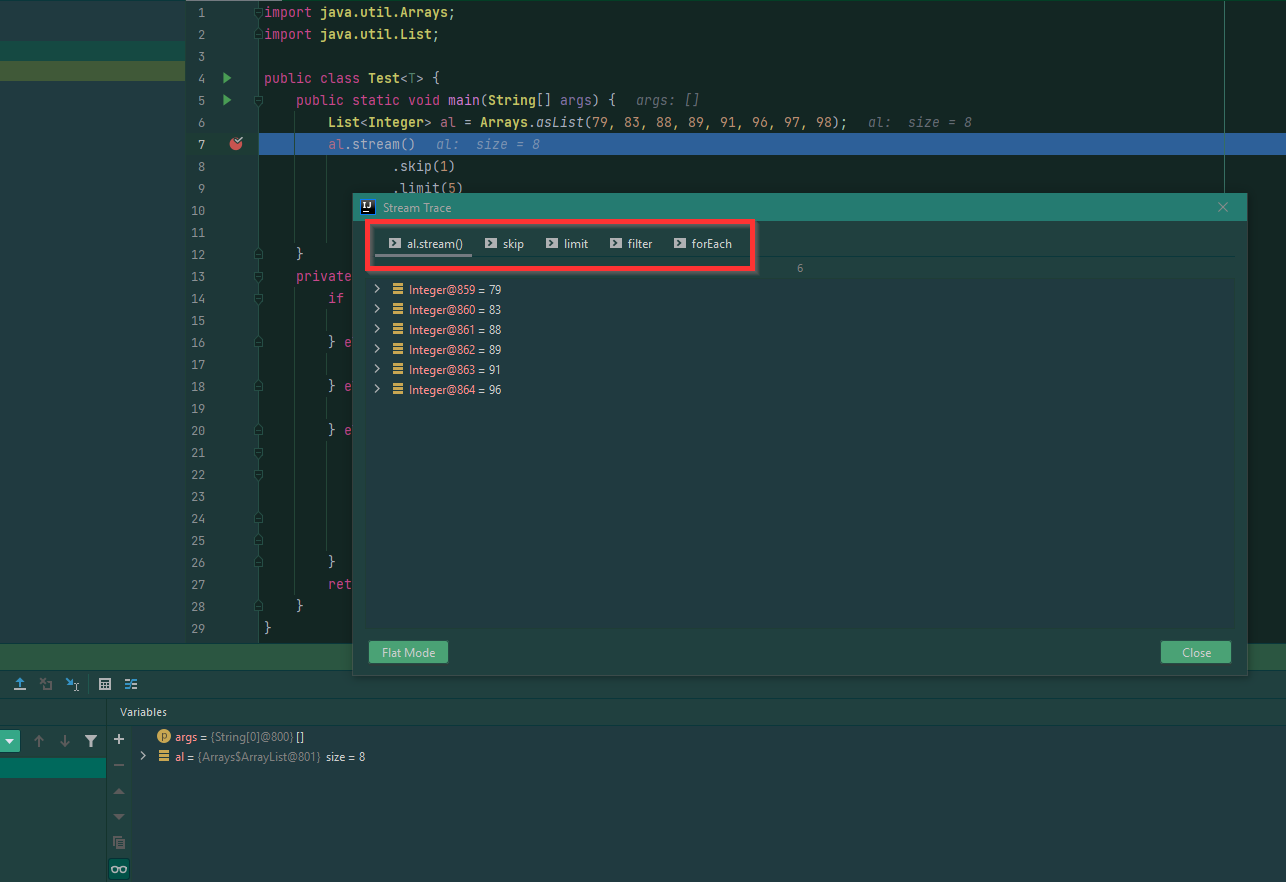 1 import java.util.Arrays;
2 import java.util.List;
3
4 public class Test<T> {
5 public static void main(String[] args) { args: []
6 List<Integer> al = Arrays.asList(79, 83, 88, 89, 91, 96, 97, 98); al: size = 8
7 al.stream() al: size = 8
8 .skip(1)
9 .limit(5)
10
11
12 }
13 private
14 if
15
16 } e
17
18 } e
19
20 } e
21
22
23
24
25
26 }
27 ret
28 }
29 }
IJ Stream Trace
al.stream() skip limit filter forEach
6
Integer@859 = 79
Integer@860 = 83
Integer@861 = 88
Integer@862 = 89
Integer@863 = 91
Integer@864 = 96
Flat Mode Close
Variables
p args = {String[0]@800} []
al = {Arrays$ArrayList@801} size = 8